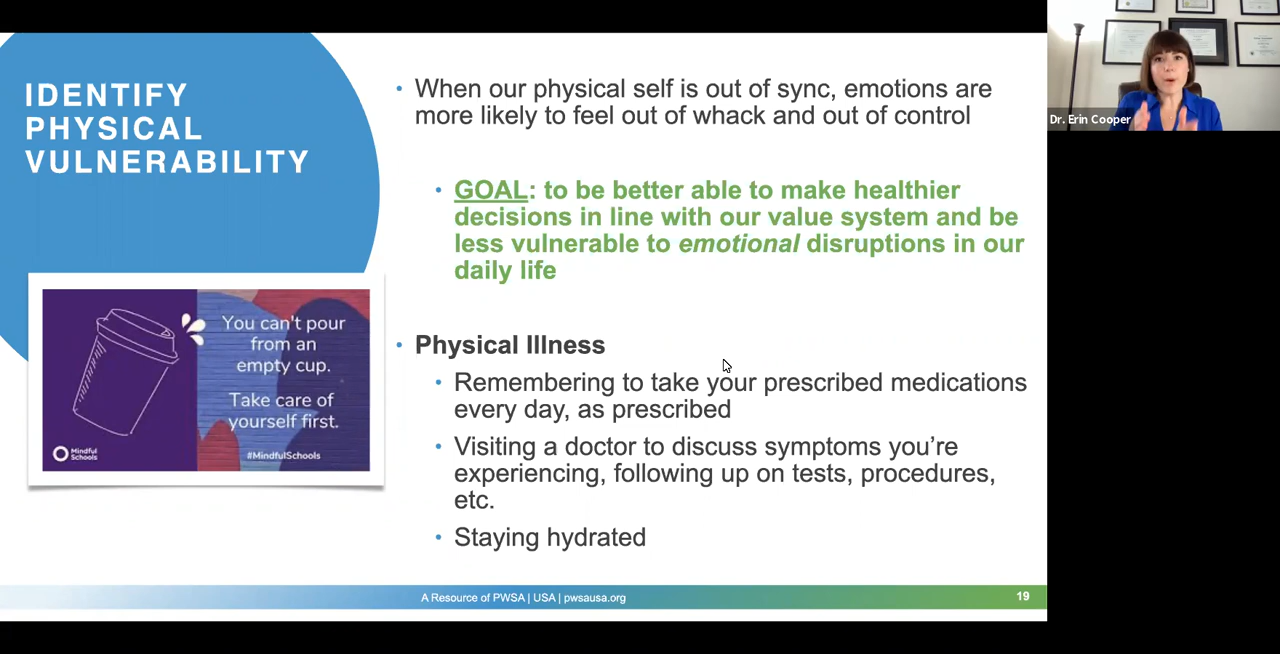 IDENTIFY
PHYSICAL
VULNERABILITY
When our physical self is out of sync, emotions are
more likely to feel out of whack and out of control
GOAL: to be better able to make healthier
decisions in line with our value system and be
less vulnerable to emotional disruptions in our
daily life
Physical Illness
Remembering to take your prescribed medications
every day, as prescribed
Visiting a doctor to discuss symptoms you’re
experiencing, following up on tests, procedures,
etc.
Staying hydrated
You can't pour
from an
empty cup.
Take care of
yourself first.
Mindful
Schools
#MindfulSchools
A Resource of PWSA | USA | pwsausa.org
19
Dr. Erin Cooper